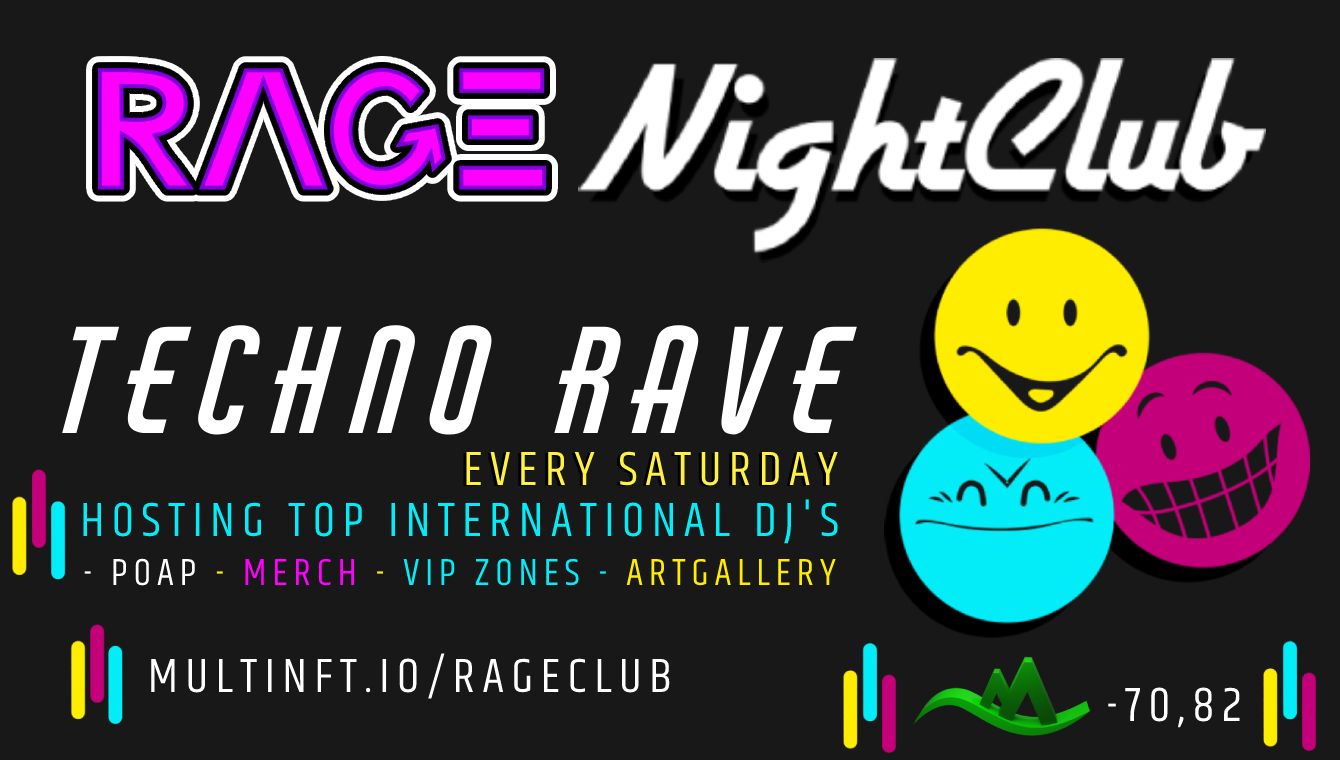 RAGE NightClub
TECHNO RAVE
EVERY SATURDAY
HOSTING TOP INTERNATIONAL DJ'S
- POAP - MERCH - VIP ZONES - ARTGALLERY
MULTINFT.IO/RAGECLUB
M -70,82